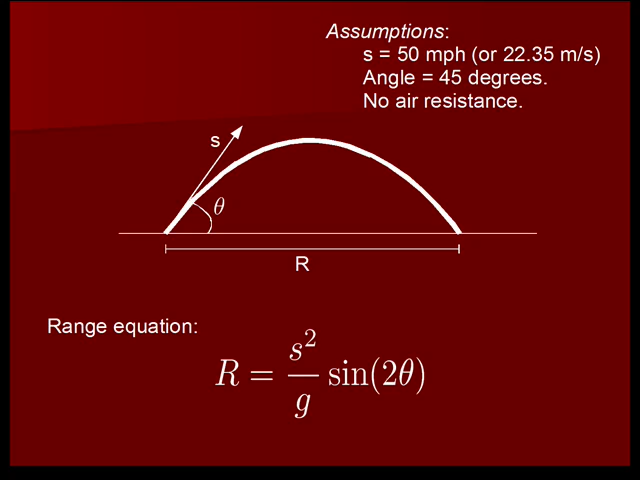 Assumptions:
s = 50 mph (or 22.35 m/s)
Angle = 45 degrees.
No air resistance.
s
θ
R
Range equation:
R = s²/g sin(2θ)